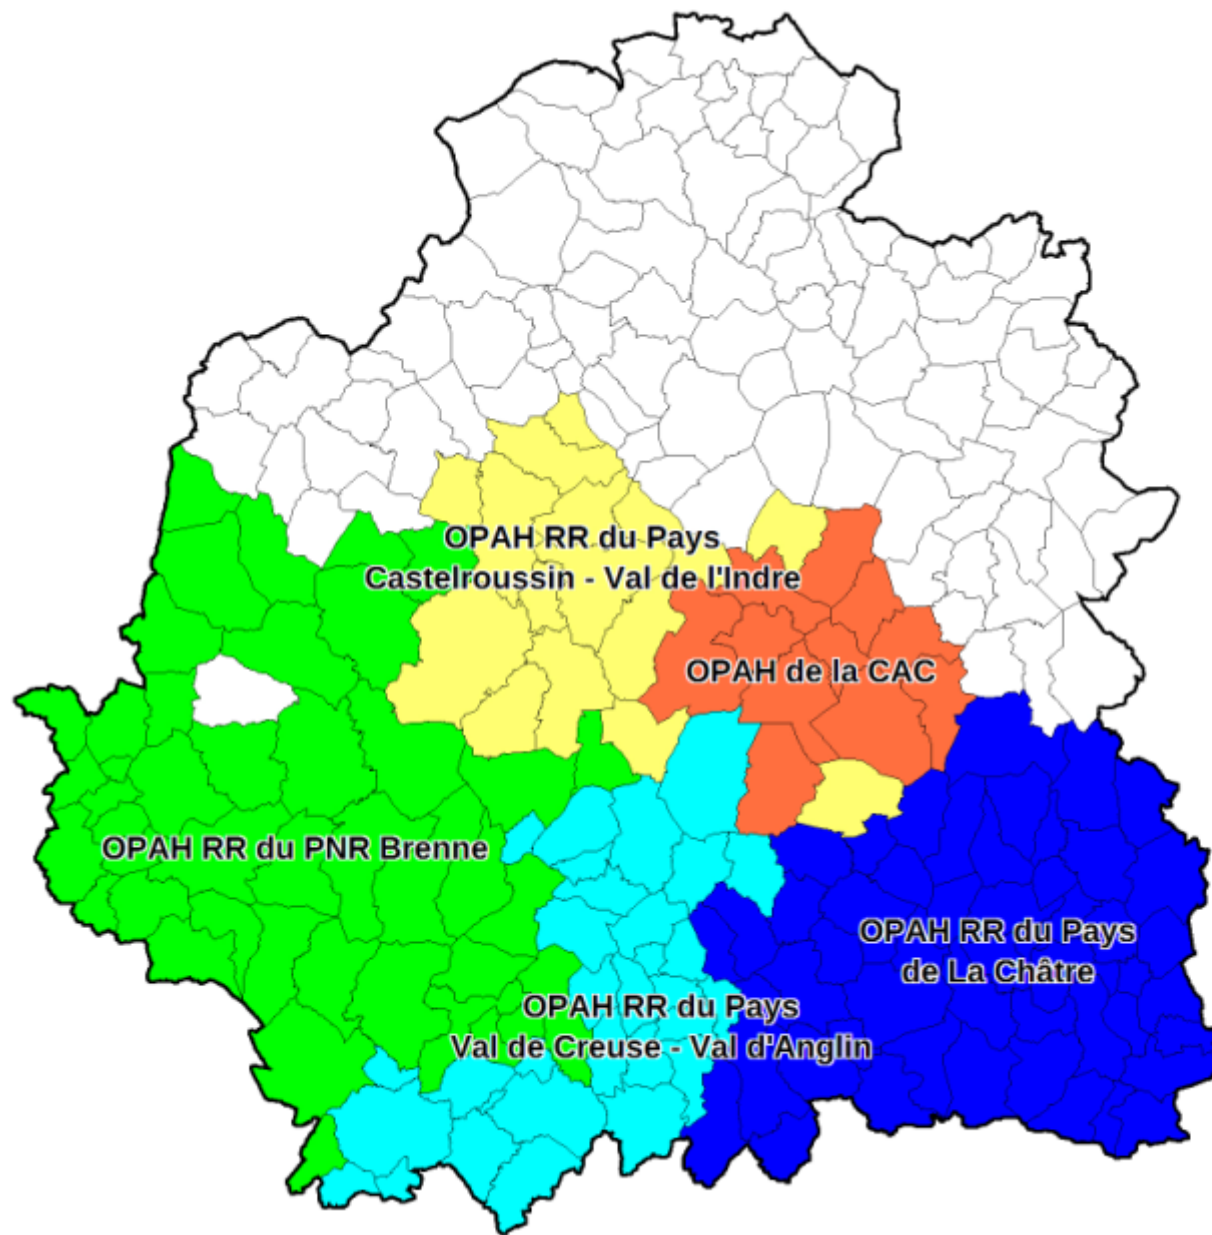 OPAH RR du Pays
Castelroussin - Val de l'Indre
OPAH de la CAC
OPAH RR du PNR Brenne
OPAH RR du Pays
de La Châtre
OPAH RR du Pays
Val de Creuse - Val d'Anglin